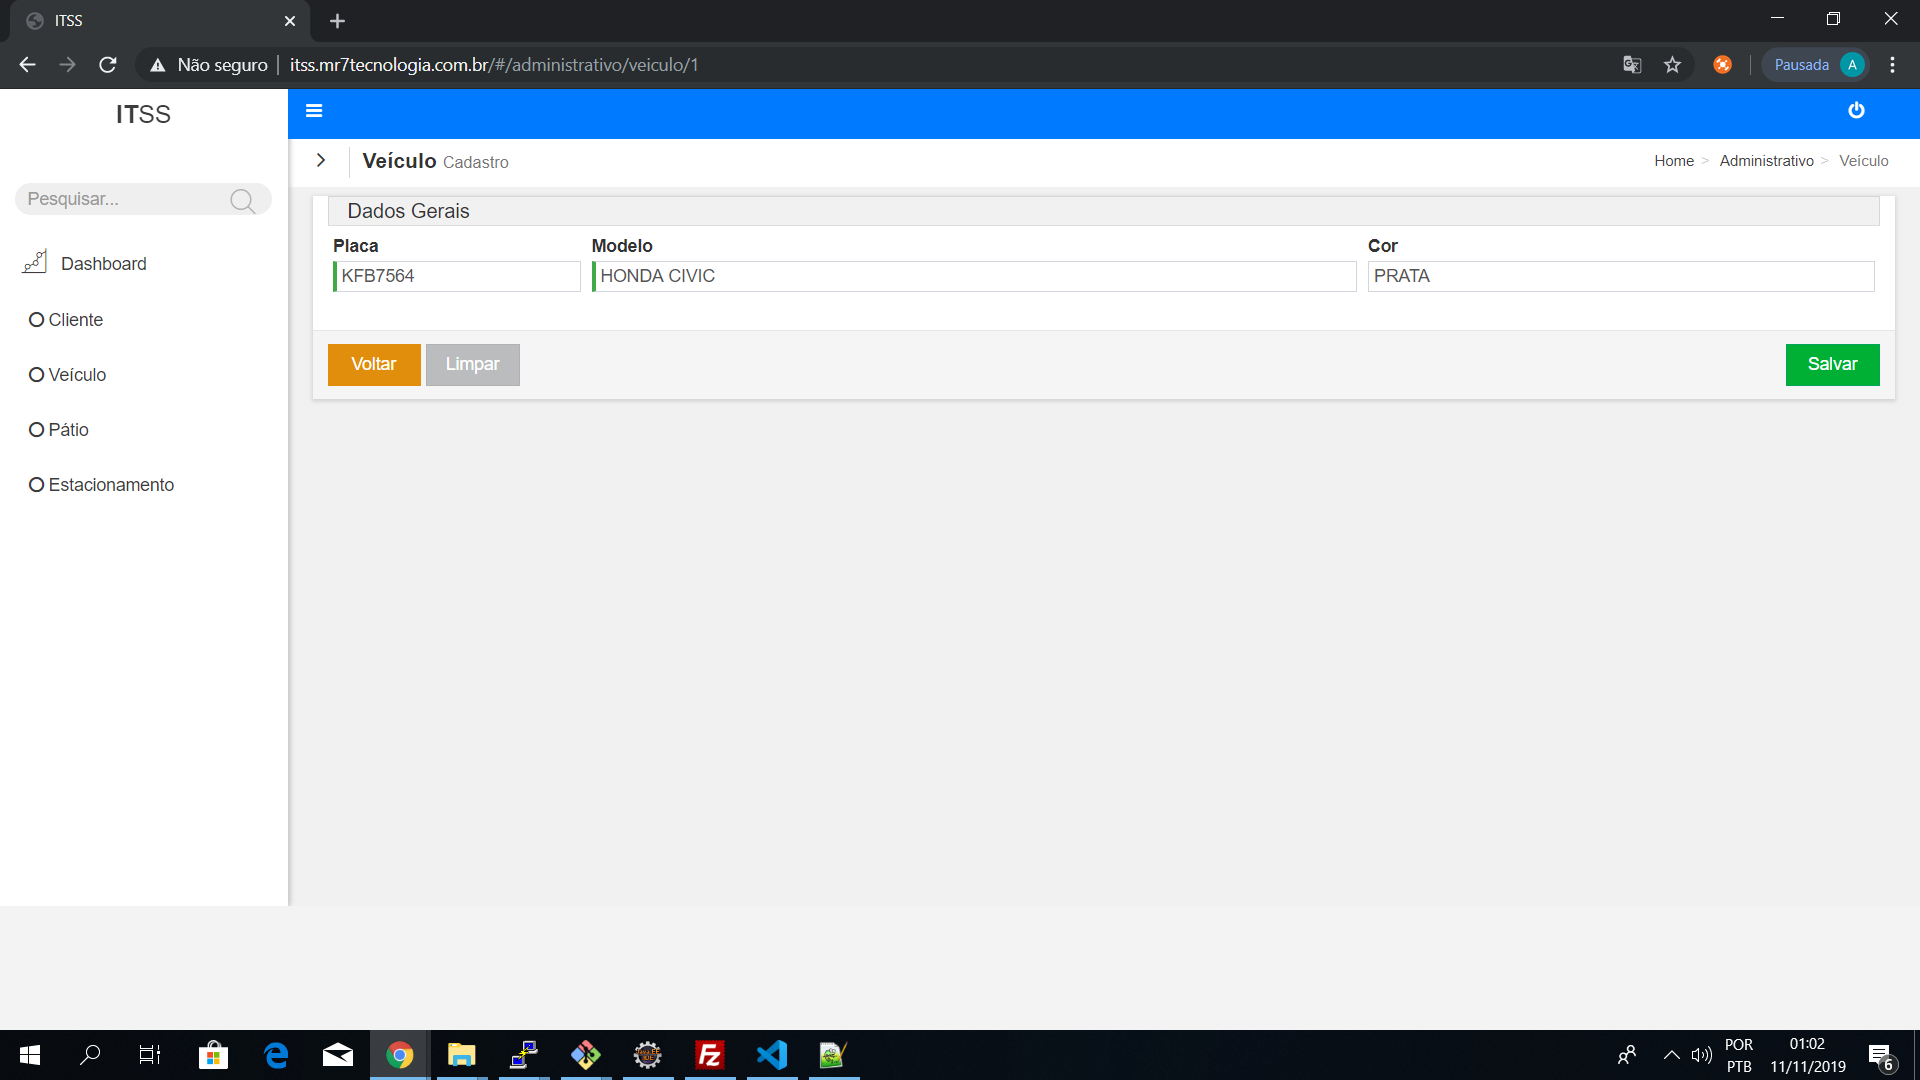 ITSS
Não seguro itss.mr7tecnologia.com.br/#/administrativo/veiculo/1
Pausada A
ITSS
Pesquisar...
Dashboard
Cliente
Veículo
Pátio
Estacionamento
Veículo Cadastro
Home > Administrativo > Veículo
Dados Gerais
Placa Modelo Cor
KFB7564 HONDA CIVIC PRATA
Voltar Limpar Salvar
POR 01:02
PTB 11/11/2019
6